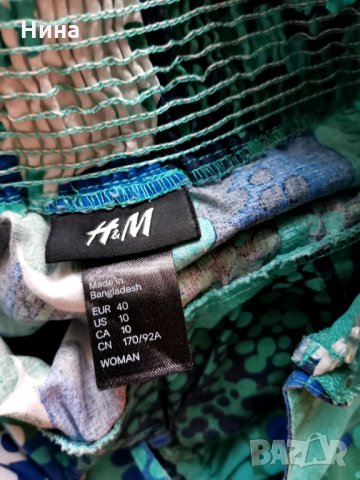 Нина
H&M
Made in
Bangladesh
EUR 40
US 10
CA 10
CN 170/92A
WOMAN
BAZAR